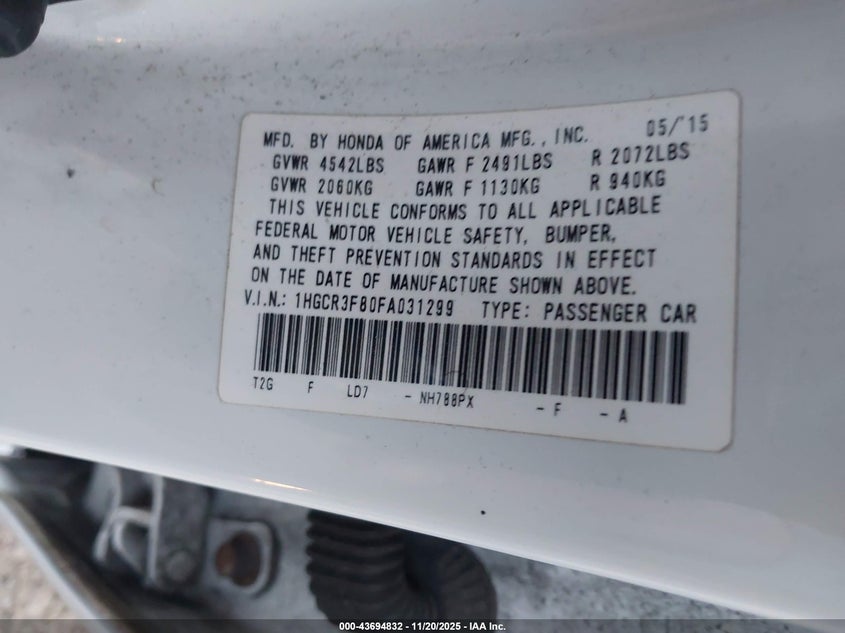 MFD. BY HONDA OF AMERICA MFG., INC. 05/'15
GVWR 4542LBS GAWR F 2491LBS R 2072LBS
GVWR 2060KG GAWR F 1130KG R 940KG
THIS VEHICLE CONFORMS TO ALL APPLICABLE
FEDERAL MOTOR VEHICLE SAFETY, BUMPER,
AND THEFT PREVENTION STANDARDS IN EFFECT
ON THE DATE OF MANUFACTURE SHOWN ABOVE.
V.I.N.: 1HGCR3F80FA031299 TYPE: PASSENGER CAR
T2G F LD7 - NH788PX - F - A
000-43694832 - 11/20/2025 - IAA Inc.